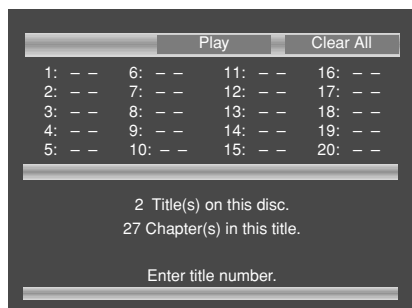 Play Clear All
1: – – 6: – – 11: – – 16: – –
2: – – 7: – – 12: – – 17: – –
3: – – 8: – – 13: – – 18: – –
4: – – 9: – – 14: – – 19: – –
5: – – 10: – – 15: – – 20: – –
2 Title(s) on this disc.
27 Chapter(s) in this title.
Enter title number.